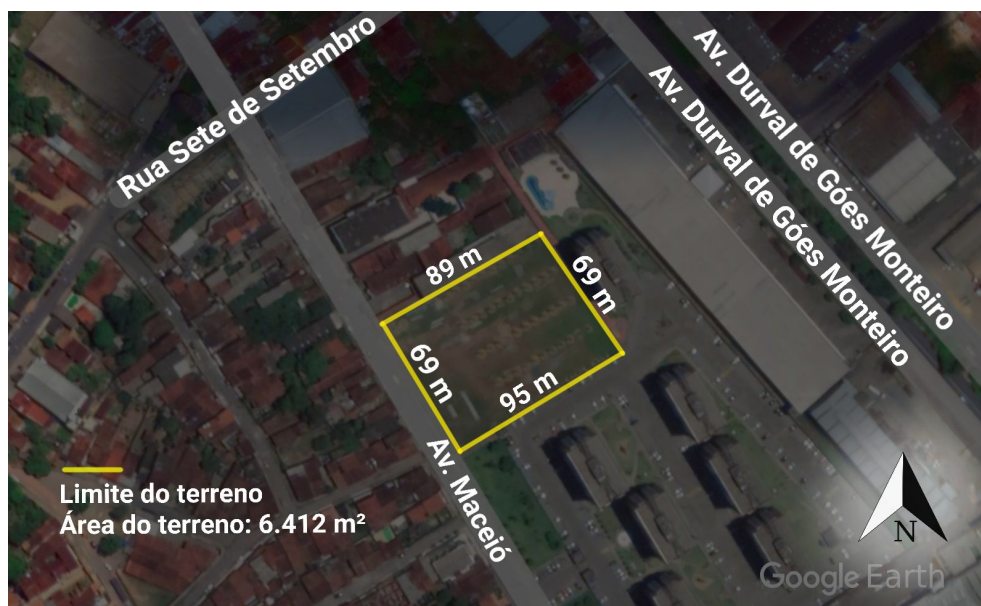 Rua Sete de Setembro
Av. Durval de Góes Monteiro
Av. Durval de Góes Monteiro
89 m
69 m
69 m
95 m
Av. Maceió
Limite do terreno
Área do terreno: 6.412 m²
N
Google Earth